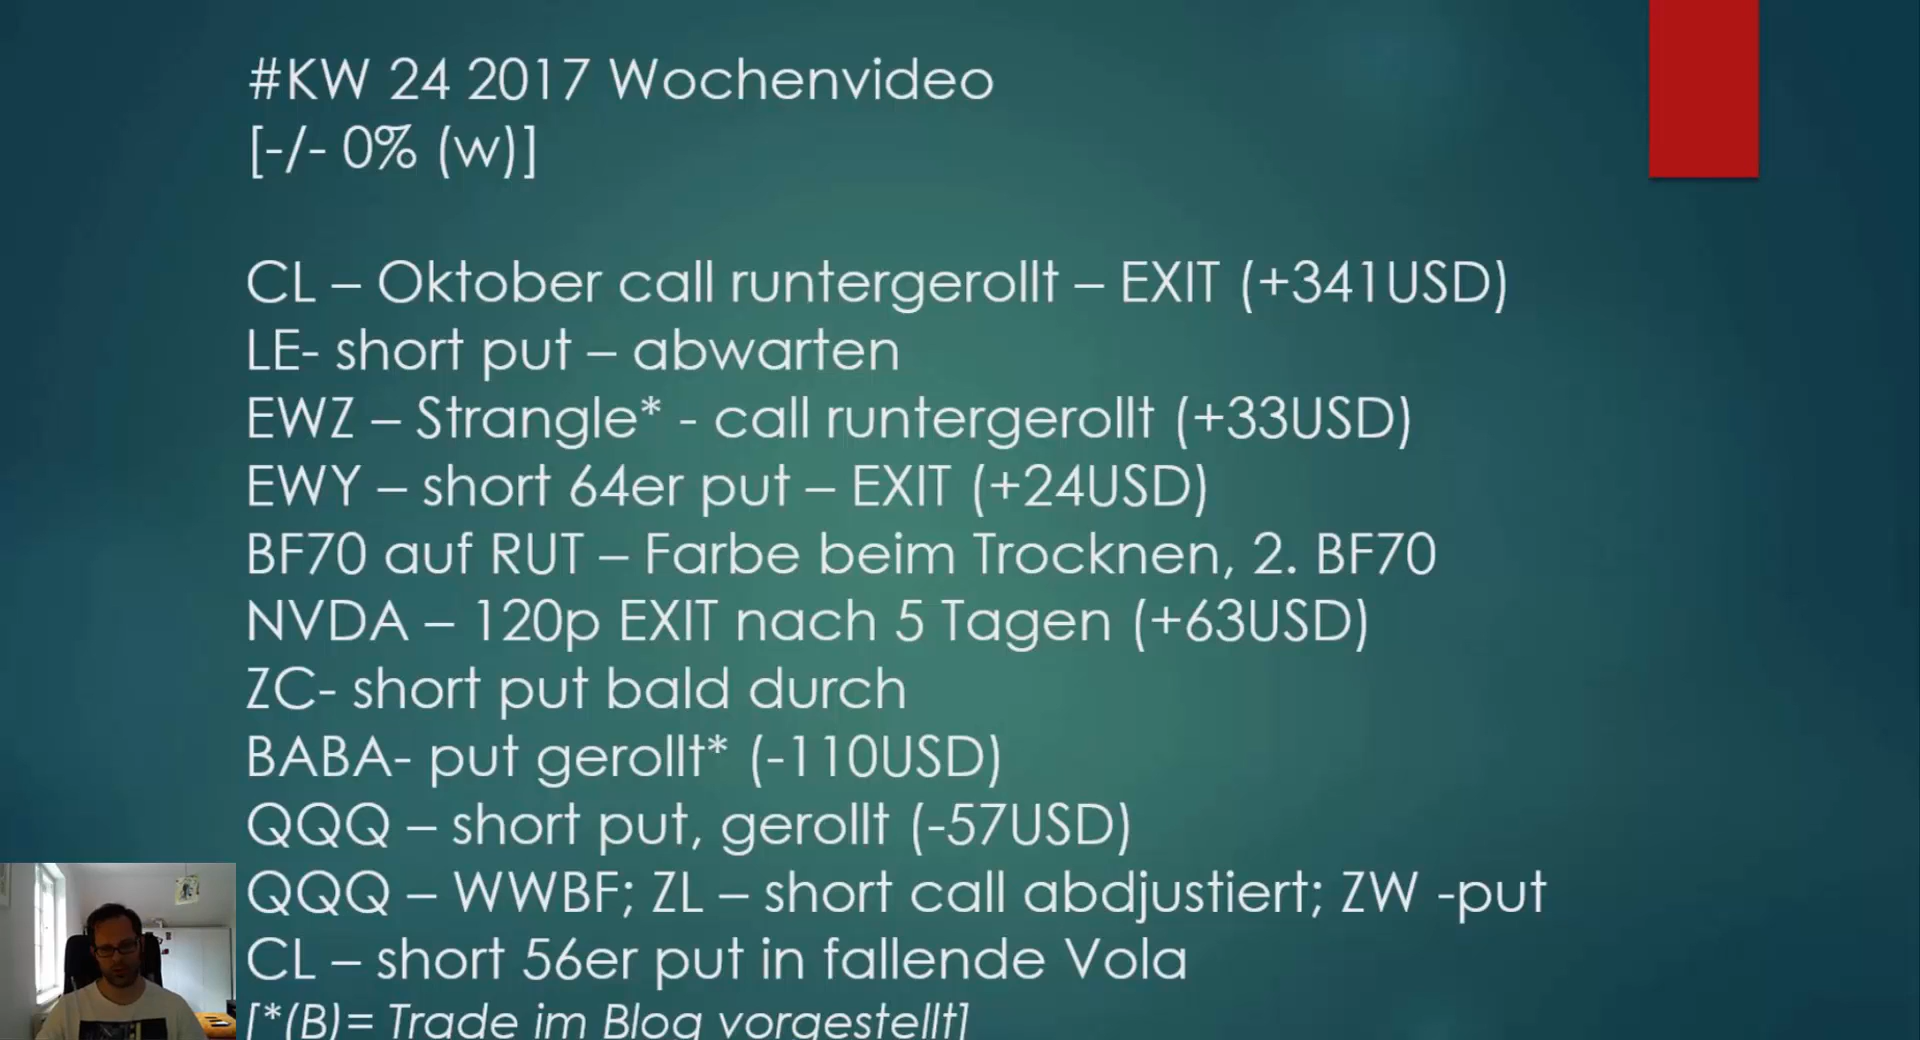 #KW 24 2017 Wochenvideo
[-/- 0% (w)]
CL – Oktober call runtergerollt – EXIT (+341USD)
LE- short put – abwarten
EWZ – Strangle* - call runtergerollt (+33USD)
EWY – short 64er put – EXIT (+24USD)
BF70 auf RUT – Farbe beim Trocknen, 2. BF70
NVDA – 120p EXIT nach 5 Tagen (+63USD)
ZC- short put bald durch
BABA- put gerollt* (-110USD)
QQQ – short put, gerollt (-57USD)
QQQ – WWBF; ZL – short call abdjustiert; ZW -put
CL – short 56er put in fallende Vola
[*(B)= Trade im Blog vorgestellt]